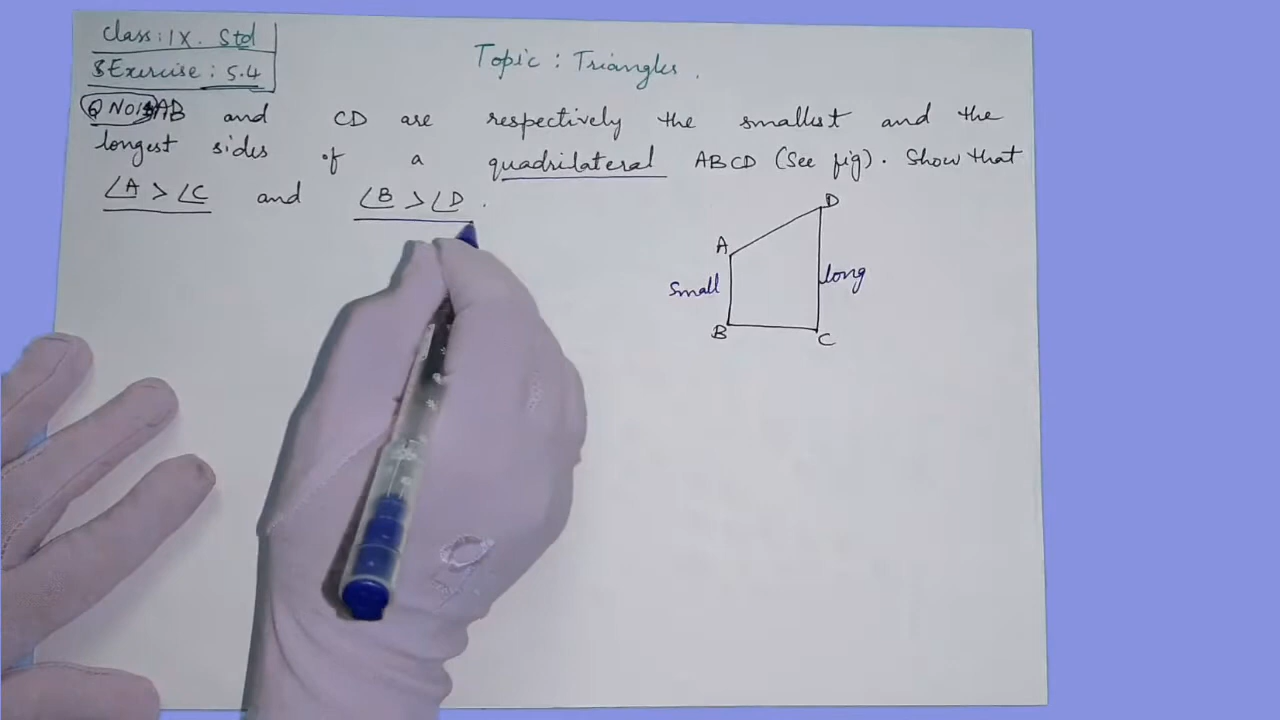 Class: IX. Std
Exercise: 5.4
Topic: Triangles.
AB and CD are respectively the smallest and the
longest sides of a quadrilateral ABCD (See fig). Show that
∠A > ∠C and ∠B > ∠D.
D
A
Small
long
B
C